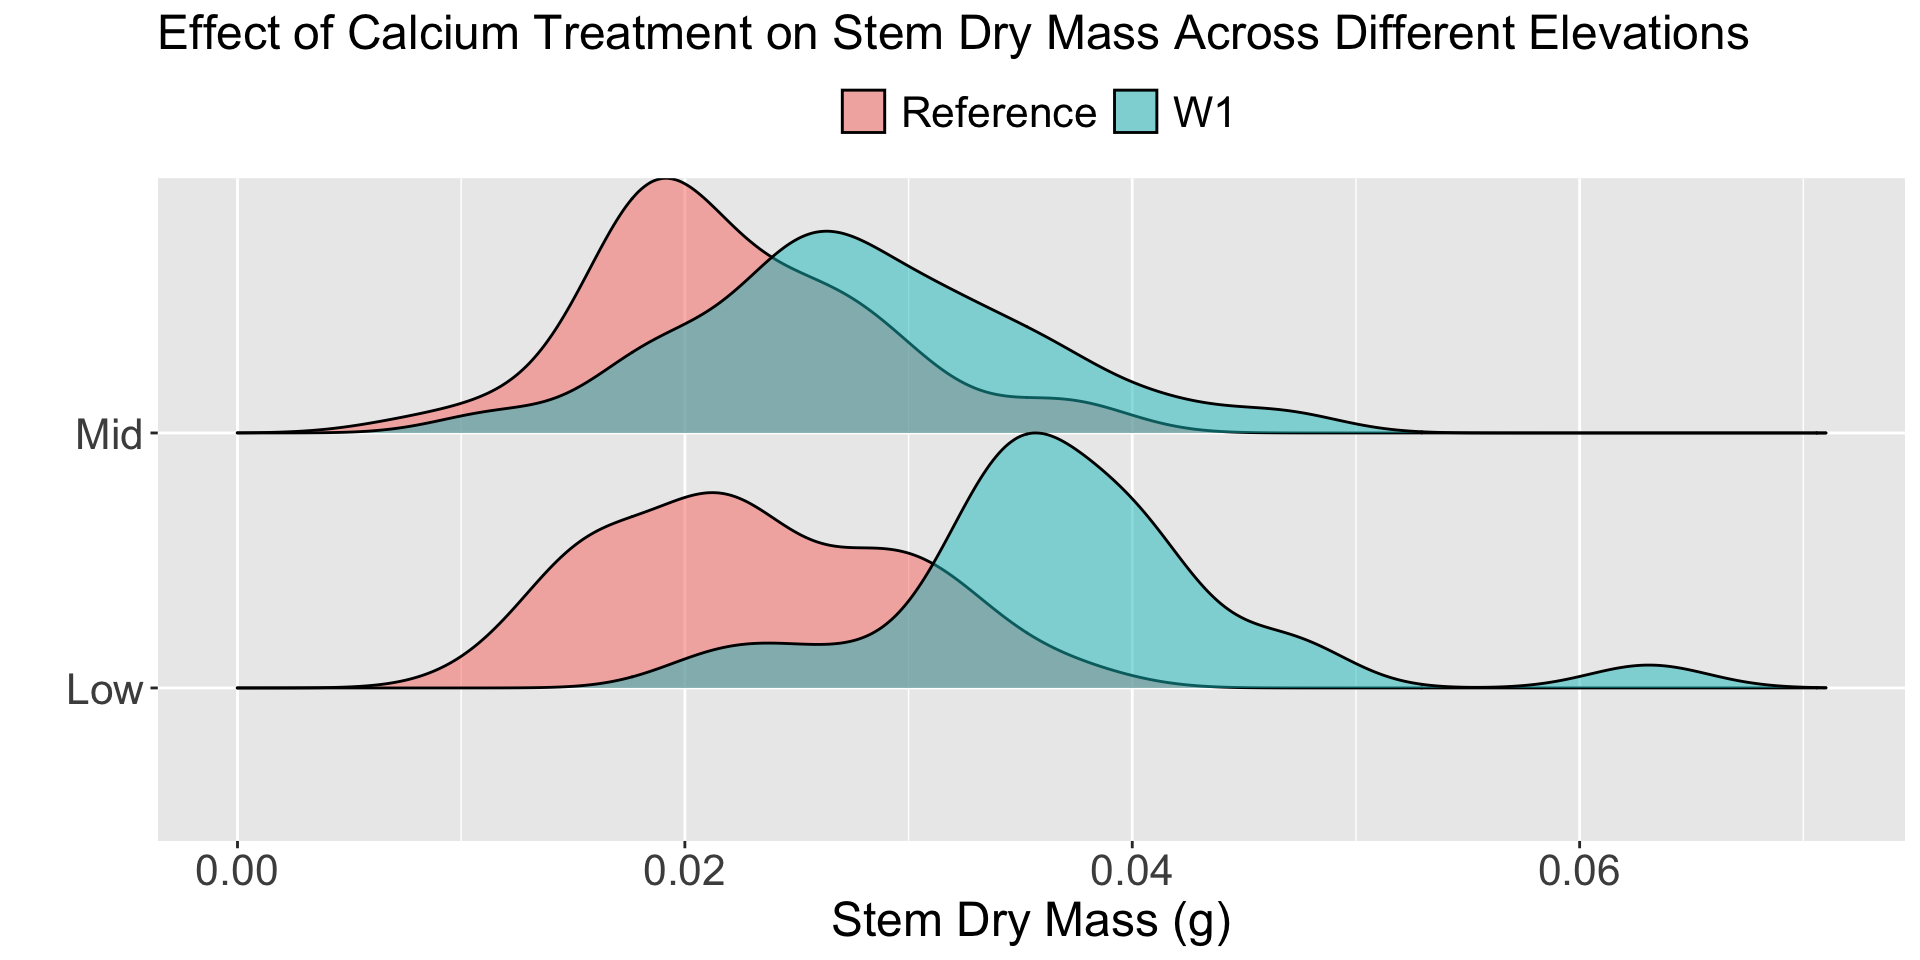 Effect of Calcium Treatment on Stem Dry Mass Across Different Elevations
Reference W1
Mid
Low
0.00 0.02 0.04 0.06
Stem Dry Mass (g)